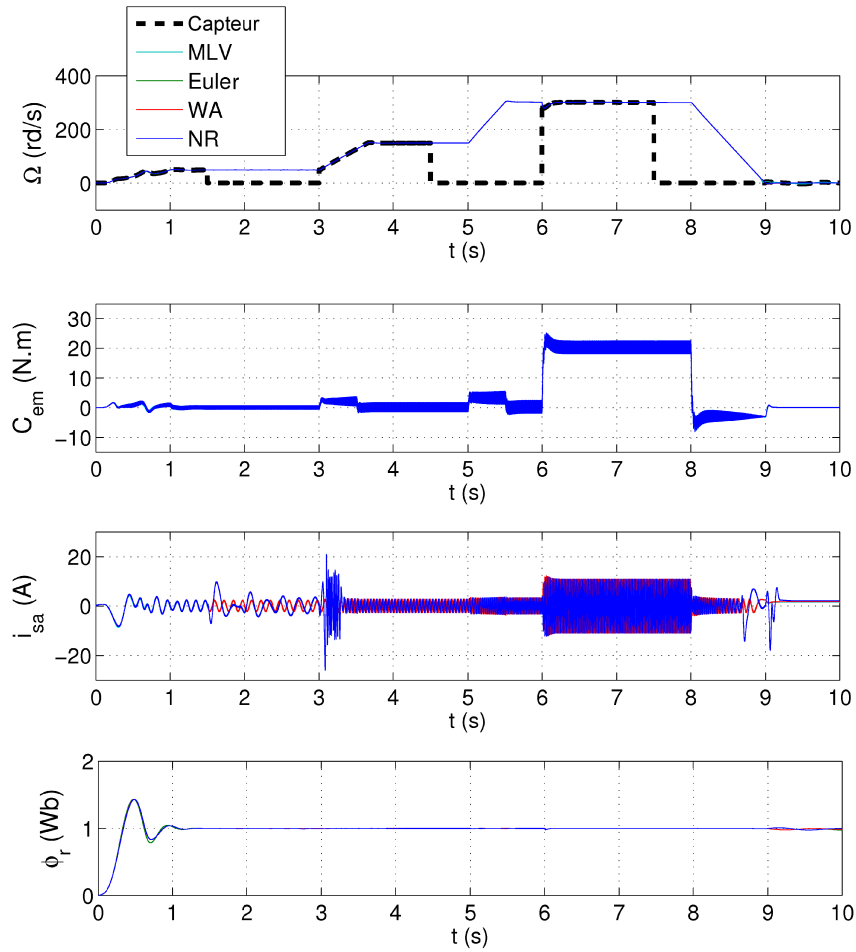 Capteur
MLV
Euler
WA
NR
400
200
0
Ω (rd/s)
0 1 2 3 4 5 6 7 8 9 10
t (s)
30
20
10
0
−10
C_em (N.m)
0 1 2 3 4 5 6 7 8 9 10
t (s)
20
0
−20
i_sa (A)
0 1 2 3 4 5 6 7 8 9 10
t (s)
2
1
0
ϕ_r (Wb)
0 1 2 3 4 5 6 7 8 9 10
t (s)